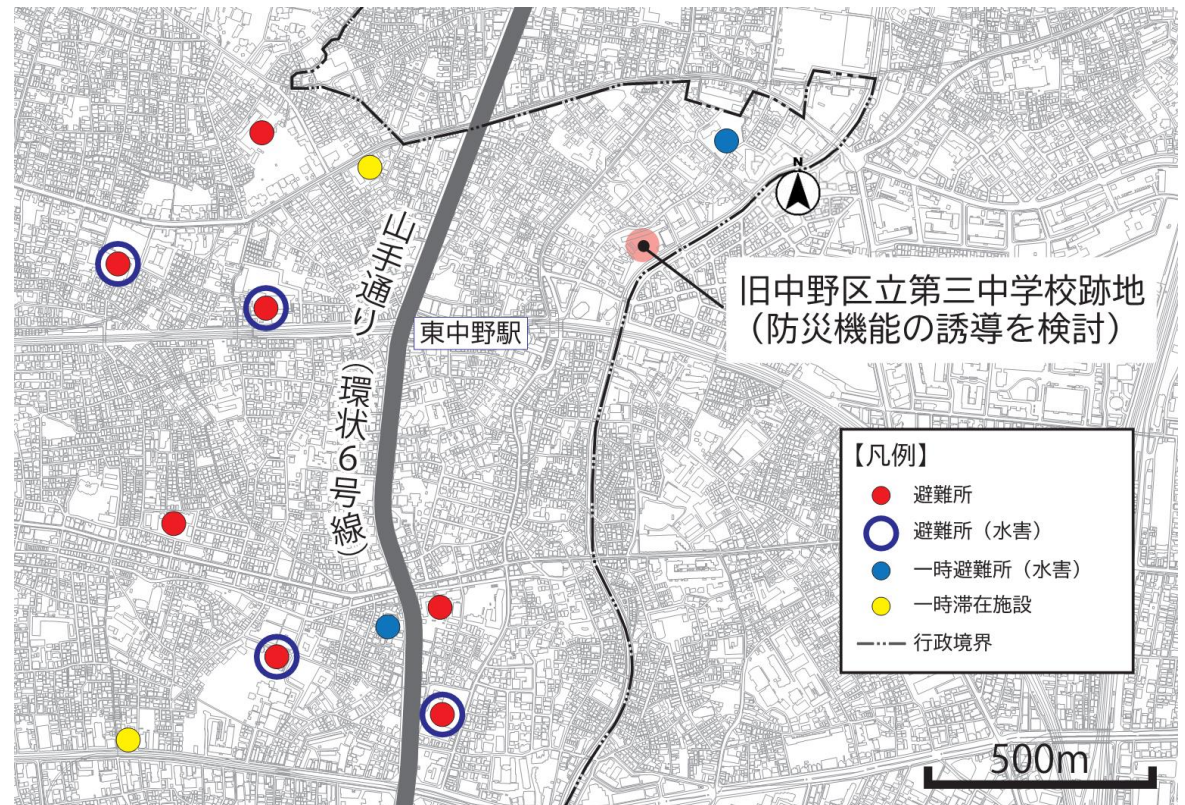 N
旧中野区立第三中学校跡地
（防災機能の誘導を検討）
山手通り（環状６号線）
東中野駅
【凡例】
避難所
避難所（水害）
一時避難所（水害）
一時滞在施設
行政境界
500m